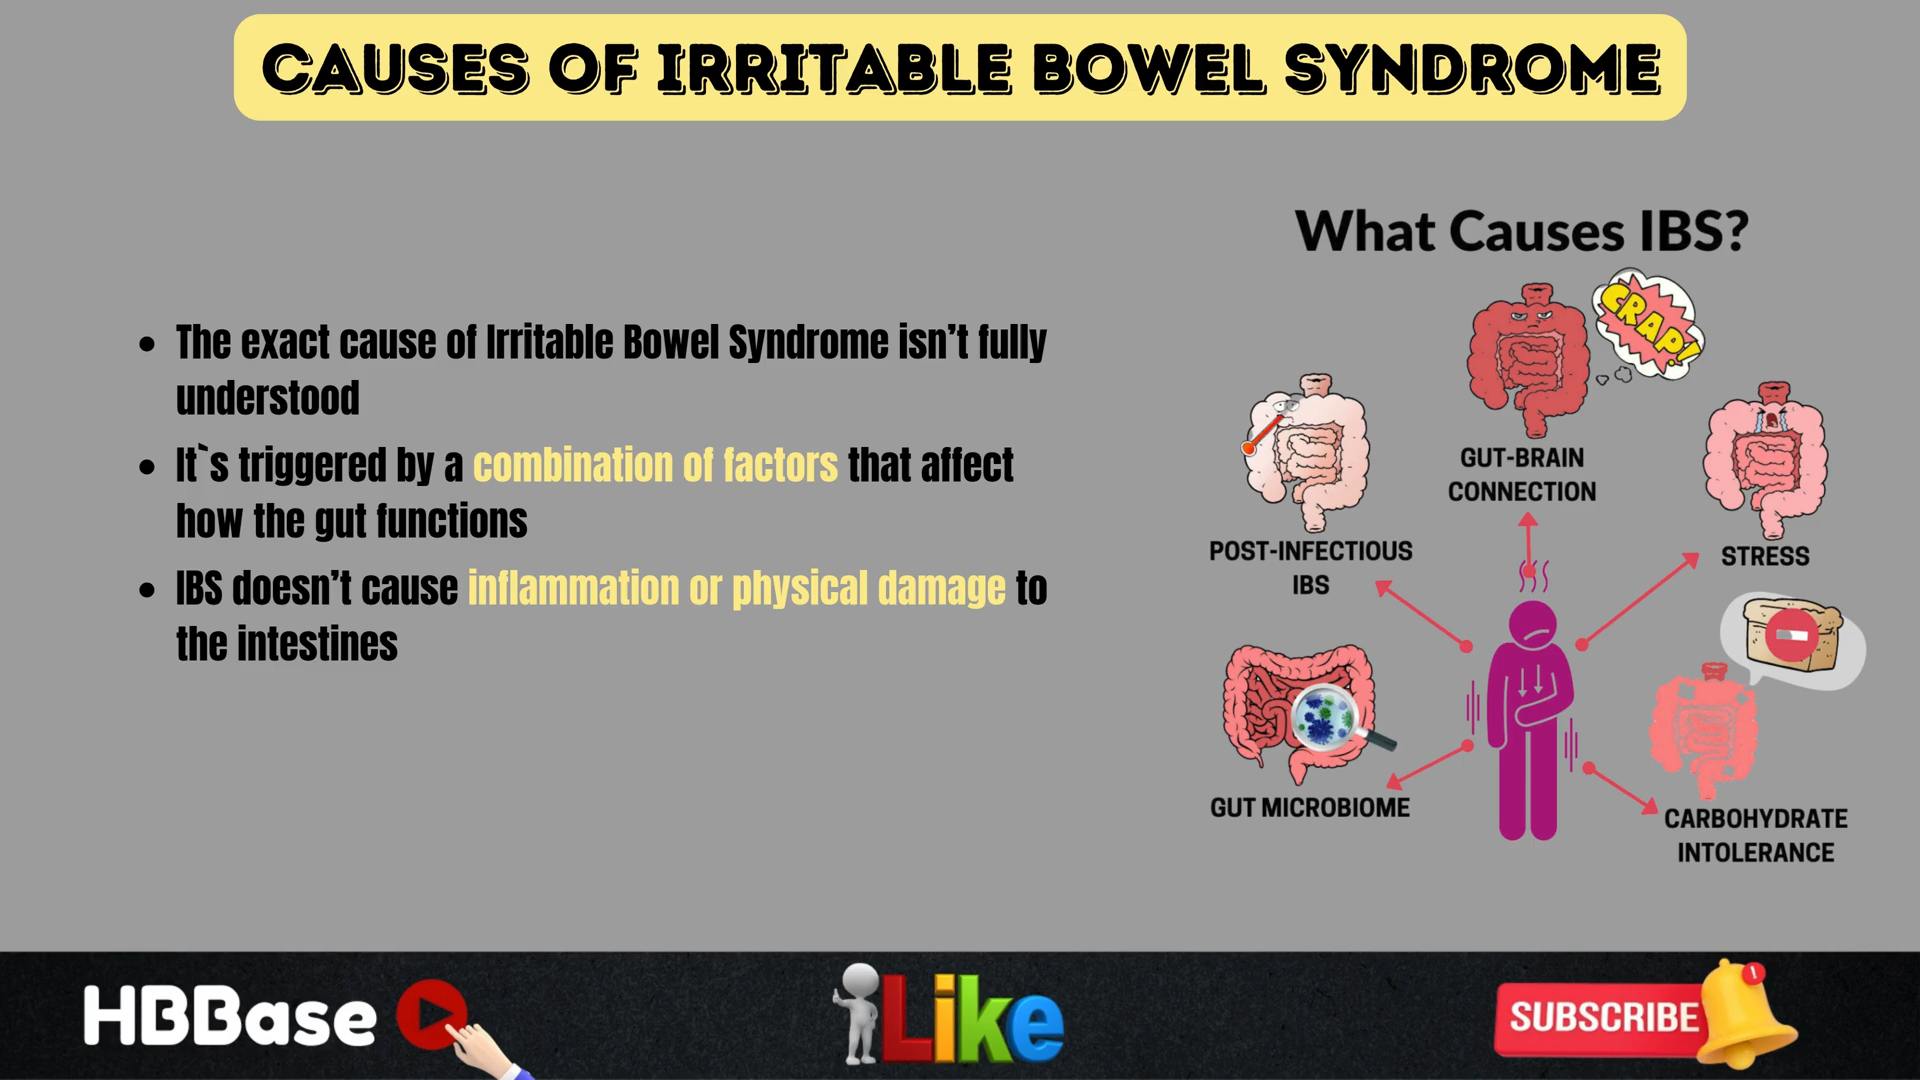 CAUSES OF IRRITABLE BOWEL SYNDROME
• The exact cause of Irritable Bowel Syndrome isn’t fully
understood
• It`s triggered by a combination of factors that affect
how the gut functions
• IBS doesn’t cause inflammation or physical damage to
the intestines
What Causes IBS?
CRAP!
GUT-BRAIN
CONNECTION
POST-INFECTIOUS
IBS
STRESS
GUT MICROBIOME
CARBOHYDRATE
INTOLERANCE
HBBase
Like
SUBSCRIBE
!